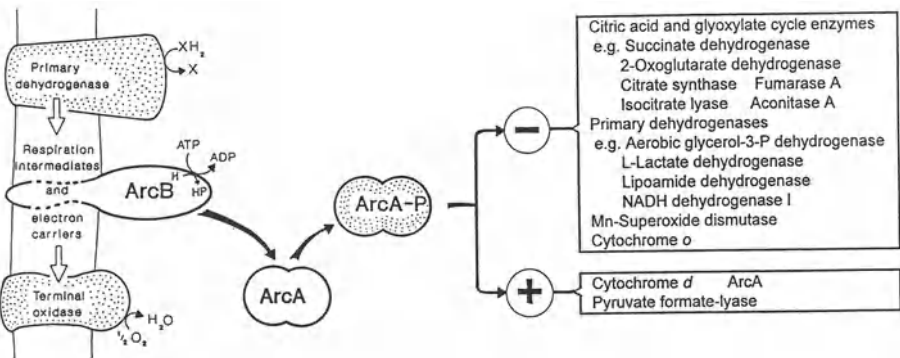 Primary
dehydrogenase
XH2
X
Respiration
intermediates
and
electron
carriers
ArcB
ATP
ADP
H
HP
Terminal
oxidase
H2O
½ O2
ArcA
ArcA-P
−
+
Citric acid and glyoxylate cycle enzymes
e.g. Succinate dehydrogenase
2-Oxoglutarate dehydrogenase
Citrate synthase Fumarase A
Isocitrate lyase Aconitase A
Primary dehydrogenases
e.g. Aerobic glycerol-3-P dehydrogenase
L-Lactate dehydrogenase
Lipoamide dehydrogenase
NADH dehydrogenase I
Mn-Superoxide dismutase
Cytochrome o
Cytochrome d ArcA
Pyruvate formate-lyase